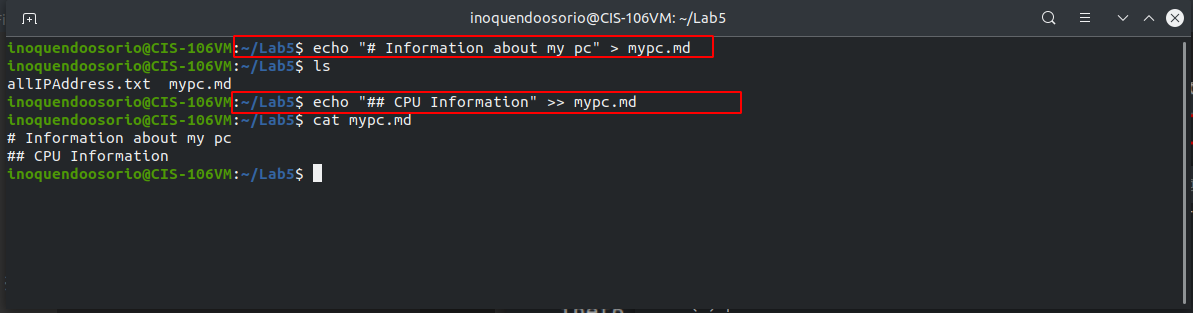 inoquendoosorio@CIS-106VM: ~/Lab5
inoquendoosorio@CIS-106VM:~/Lab5$ echo "# Information about my pc" > mypc.md
inoquendoosorio@CIS-106VM:~/Lab5$ ls
allIPAddress.txt  mypc.md
inoquendoosorio@CIS-106VM:~/Lab5$ echo "## CPU Information" >> mypc.md
inoquendoosorio@CIS-106VM:~/Lab5$ cat mypc.md
# Information about my pc
## CPU Information
inoquendoosorio@CIS-106VM:~/Lab5$